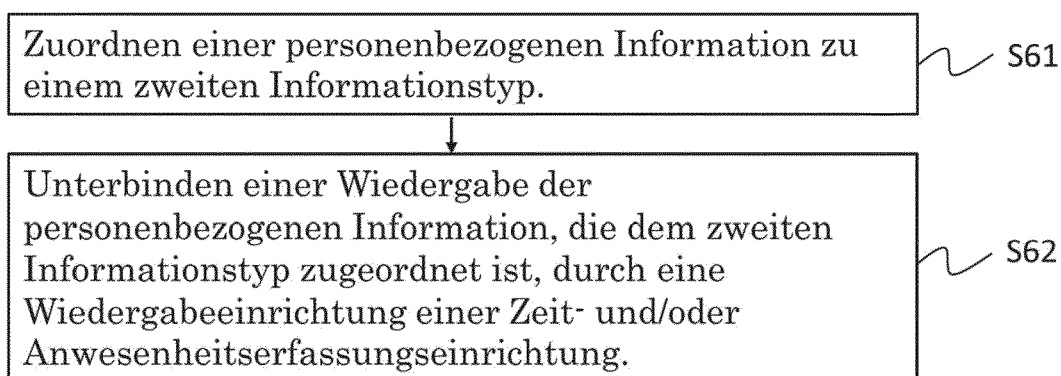 Zuordnen einer personenbezogenen Information zu
einem zweiten Informationstyp.
S61
Unterbinden einer Wiedergabe der
personenbezogenen Information, die dem zweiten
Informationstyp zugeordnet ist, durch eine
Wiedergabeeinrichtung einer Zeit- und/oder
Anwesenheitserfassungseinrichtung.
S62